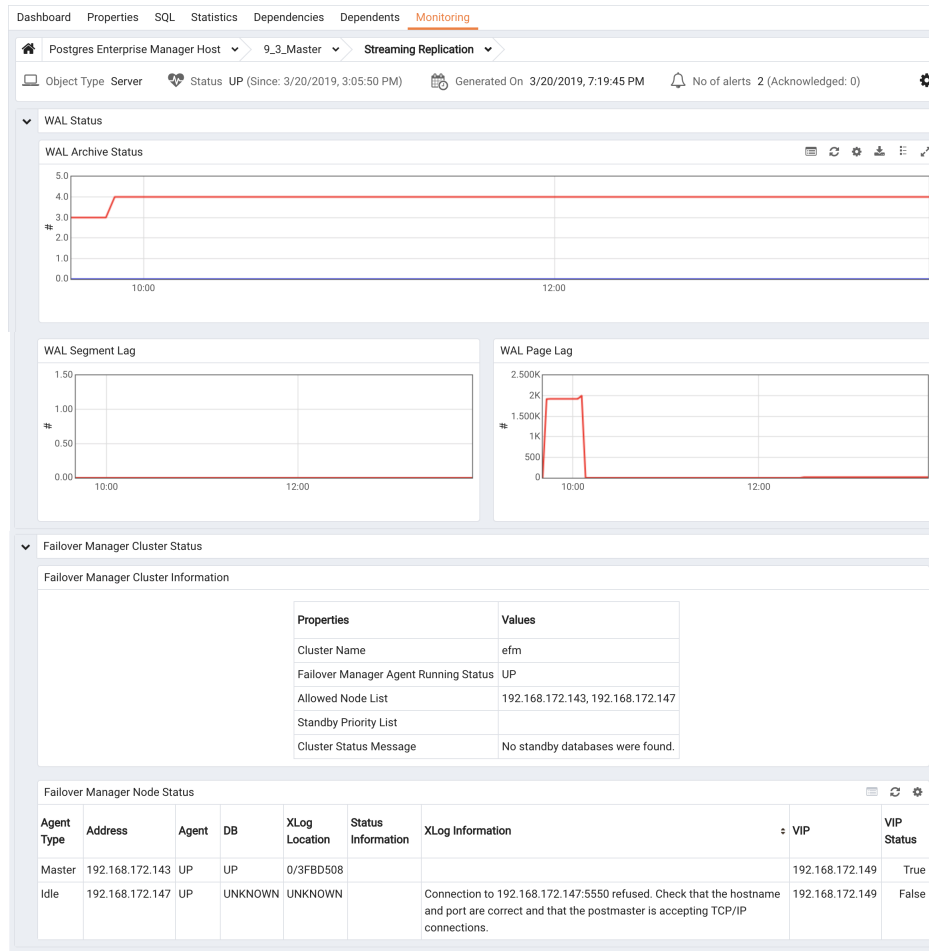 Dashboard Properties SQL Statistics Dependencies Dependents Monitoring
Postgres Enterprise Manager Host 9_3_Master Streaming Replication
Object Type Server Status UP (Since: 3/20/2019, 3:05:50 PM) Generated On 3/20/2019, 7:19:45 PM No of alerts 2 (Acknowledged: 0)
WAL Status
WAL Archive Status
5.0
4.0
3.0
2.0
1.0
0.0
#
10:00 12:00
WAL Segment Lag
1.50
1.00
0.50
0.00
#
10:00 12:00
WAL Page Lag
2.500K
2K
1.500K
1K
500
0
#
10:00 12:00
Failover Manager Cluster Status
Failover Manager Cluster Information
Properties Values
Cluster Name efm
Failover Manager Agent Running Status UP
Allowed Node List 192.168.172.143, 192.168.172.147
Standby Priority List
Cluster Status Message No standby databases were found.
Failover Manager Node Status
Agent Type Address Agent DB XLog Location Status Information XLog Information VIP VIP Status
Master 192.168.172.143 UP UP 0/3FBD508 192.168.172.149 True
Idle 192.168.172.147 UP UNKNOWN UNKNOWN Connection to 192.168.172.147:5550 refused. Check that the hostname 192.168.172.149 False
and port are correct and that the postmaster is accepting TCP/IP
connections.